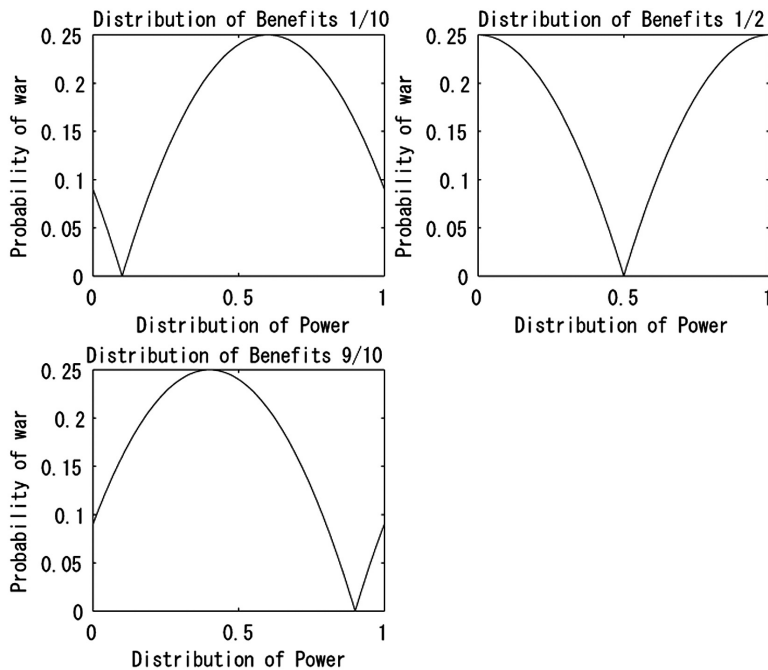 Distribution of Benefits 1/10
0.25
0.2
0.15
0.1
0.05
0
Probability of war
0 0.5 1
Distribution of Power
Distribution of Benefits 1/2
0.25
0.2
0.15
0.1
0.05
0
Probability of war
0 0.5 1
Distribution of Power
Distribution of Benefits 9/10
0.25
0.2
0.15
0.1
0.05
0
Probability of war
0 0.5 1
Distribution of Power